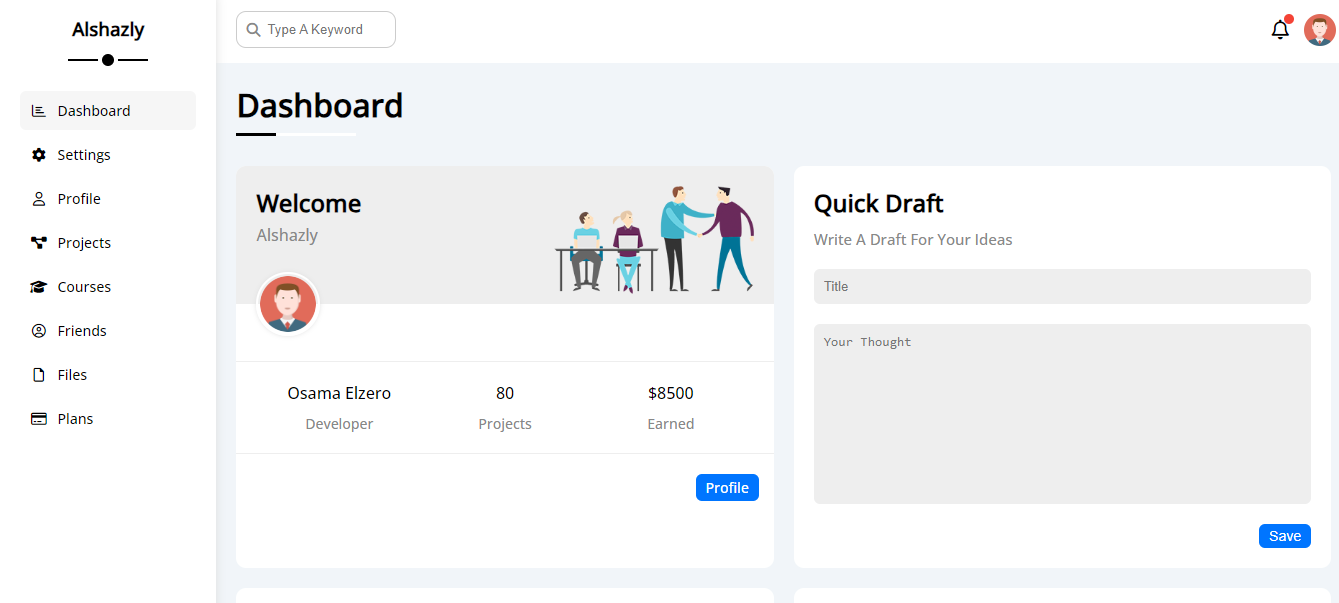 Alshazly
Type A Keyword
Dashboard
Settings
Profile
Projects
Courses
Friends
Files
Plans
Dashboard
Welcome
Alshazly
Osama Elzero
Developer
80
Projects
$8500
Earned
Profile
Quick Draft
Write A Draft For Your Ideas
Title
Your Thought
Save